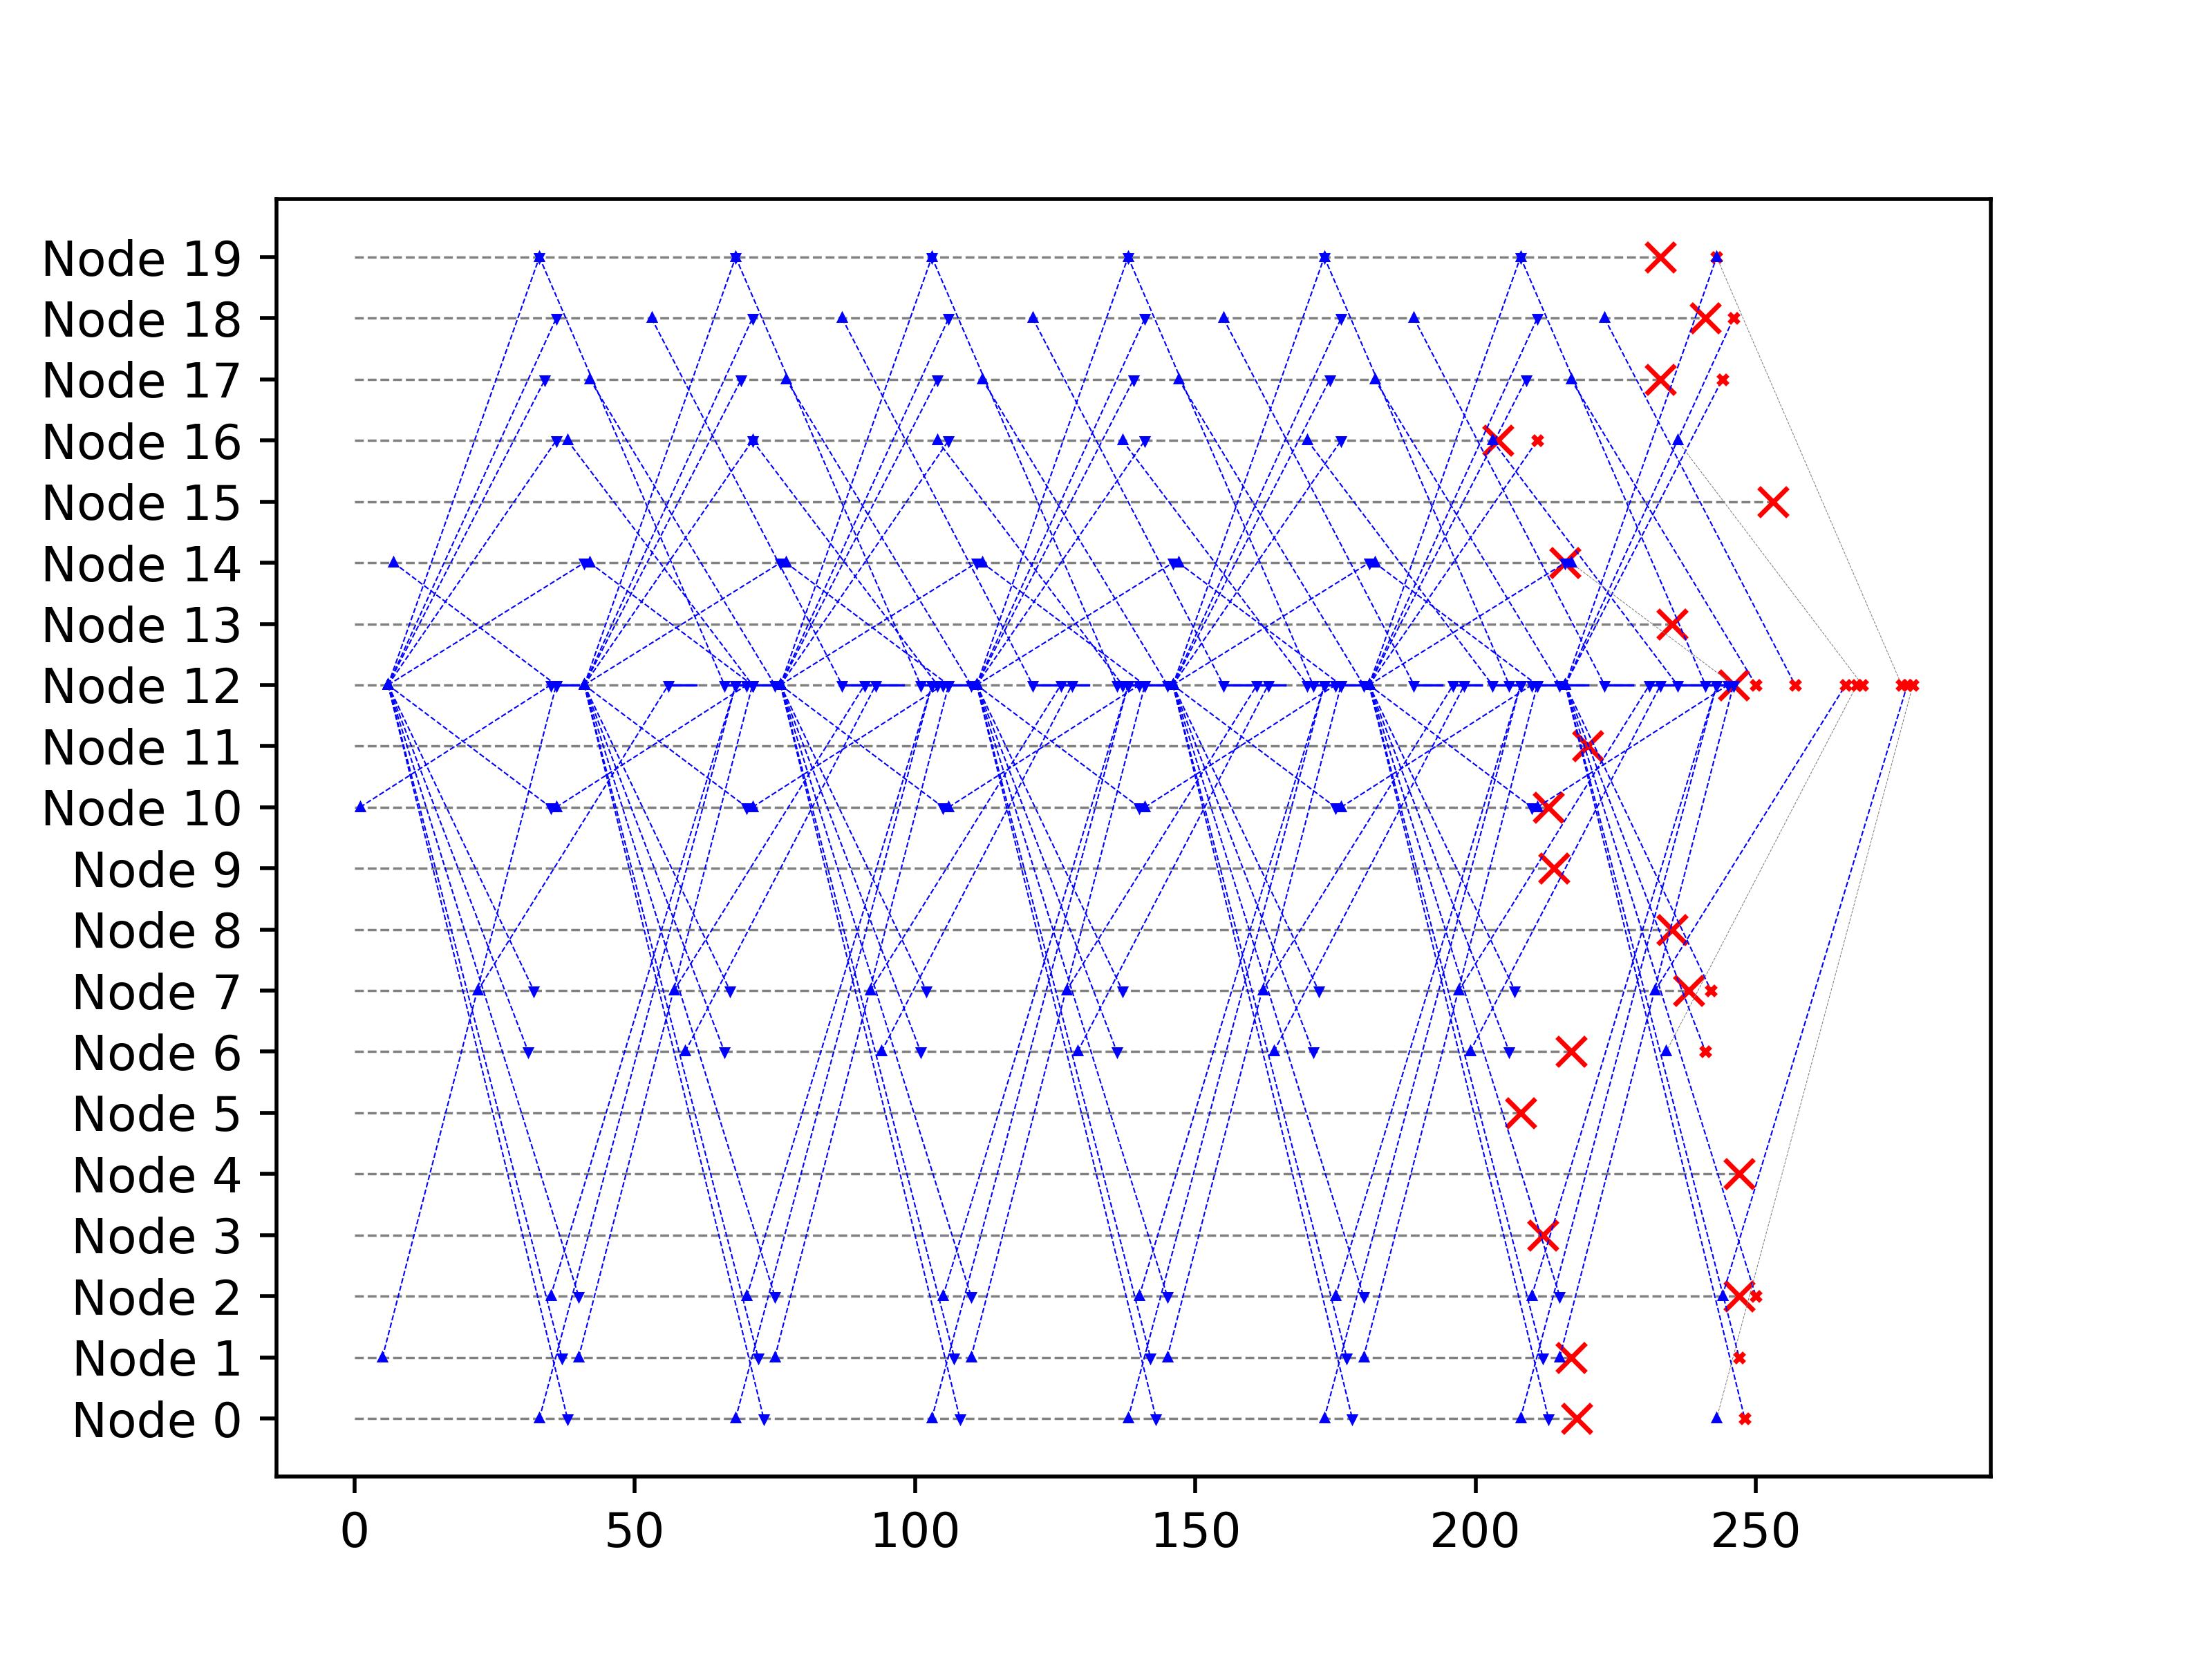 Node 19
Node 18
Node 17
Node 16
Node 15
Node 14
Node 13
Node 12
Node 11
Node 10
Node 9
Node 8
Node 7
Node 6
Node 5
Node 4
Node 3
Node 2
Node 1
Node 0
0 50 100 150 200 250